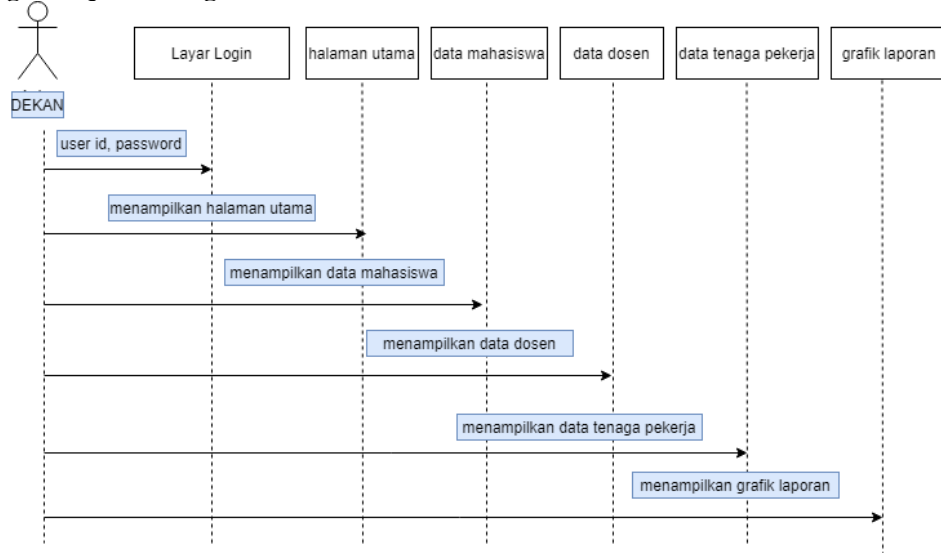 Layar Login
halaman utama
data mahasiswa
data dosen
data tenaga pekerja
grafik laporan
DEKAN
user id, password
menampilkan halaman utama
menampilkan data mahasiswa
menampilkan data dosen
menampilkan data tenaga pekerja
menampilkan grafik laporan